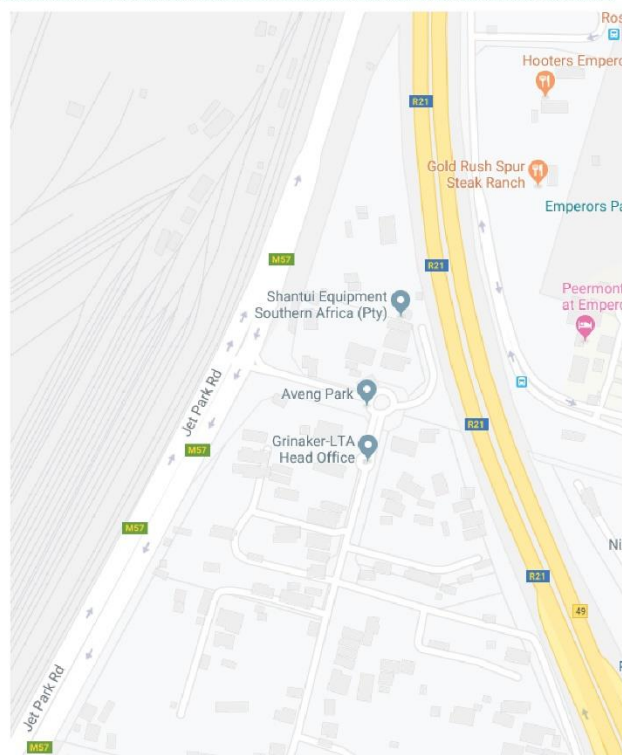 Ros
Hooters Empero
R21
Gold Rush Spur
Steak Ranch
Emperors Pa
M57
R21
Peermont
at Empero
Shantui Equipment
Southern Africa (Pty)
Jet Park Rd
Aveng Park
R21
Grinaker-LTA
Head Office
M57
M57
Ni
R21
49
Jet Park Rd
M57